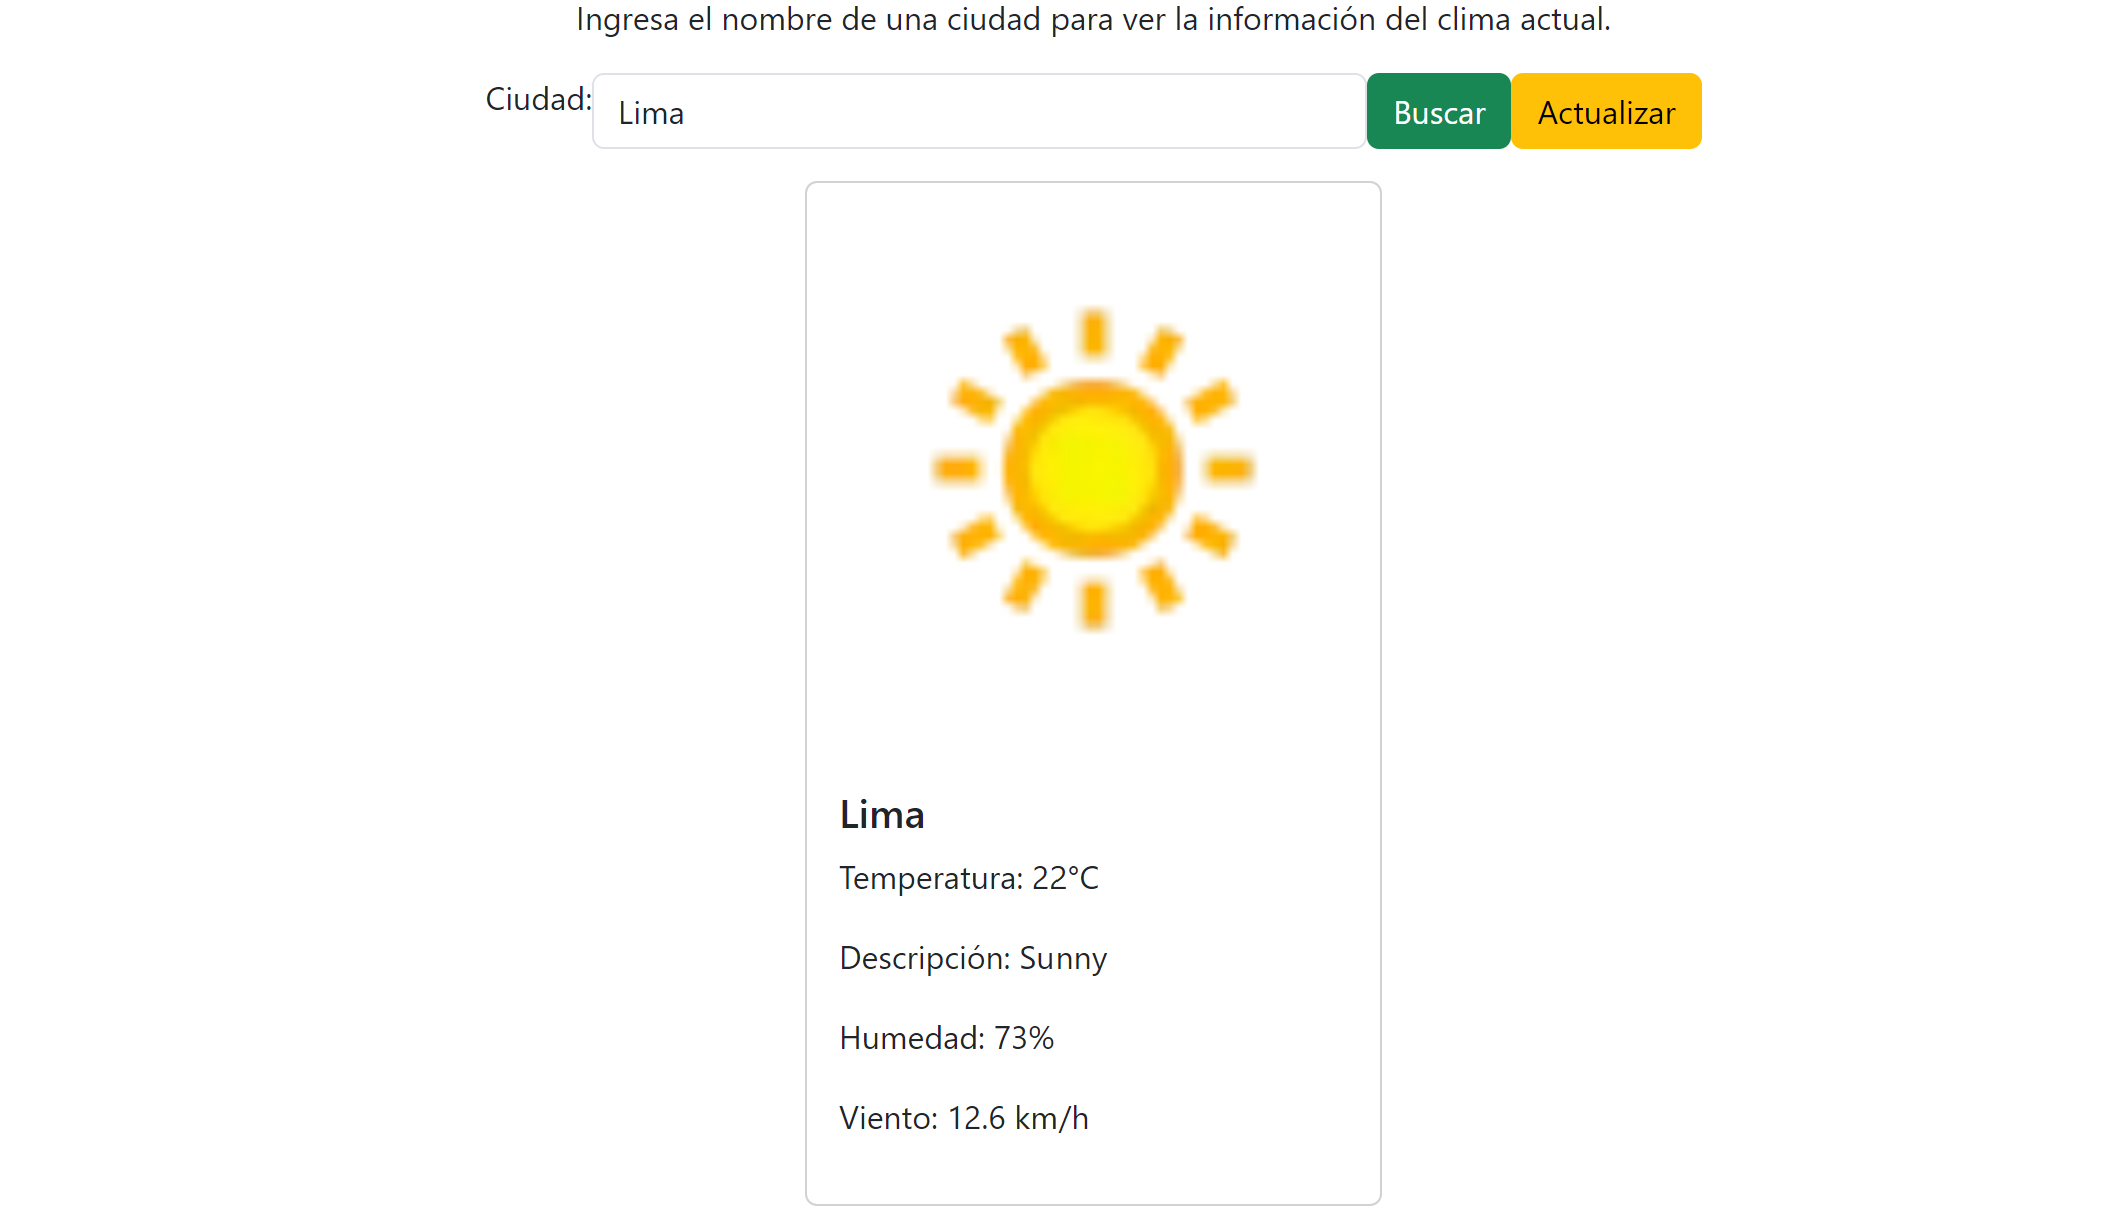 Ingresa el nombre de una ciudad para ver la información del clima actual.
Ciudad: Lima Buscar Actualizar
Lima
Temperatura: 22°C
Descripción: Sunny
Humedad: 73%
Viento: 12.6 km/h